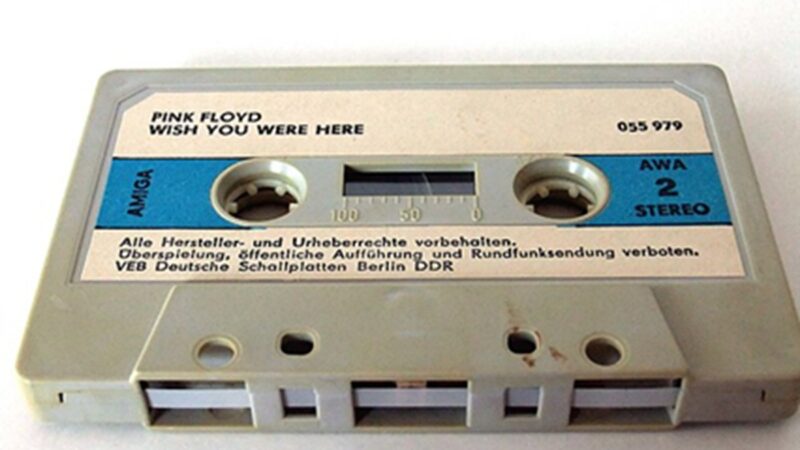 PINK FLOYD
WISH YOU WERE HERE
055 979
AMIGA
AWA
2
STEREO
100 50 0
Alle Hersteller- und Urheberrechte vorbehalten.
Überspielung, öffentliche Aufführung und Rundfunksendung verboten.
VEB Deutsche Schallplatten Berlin DDR